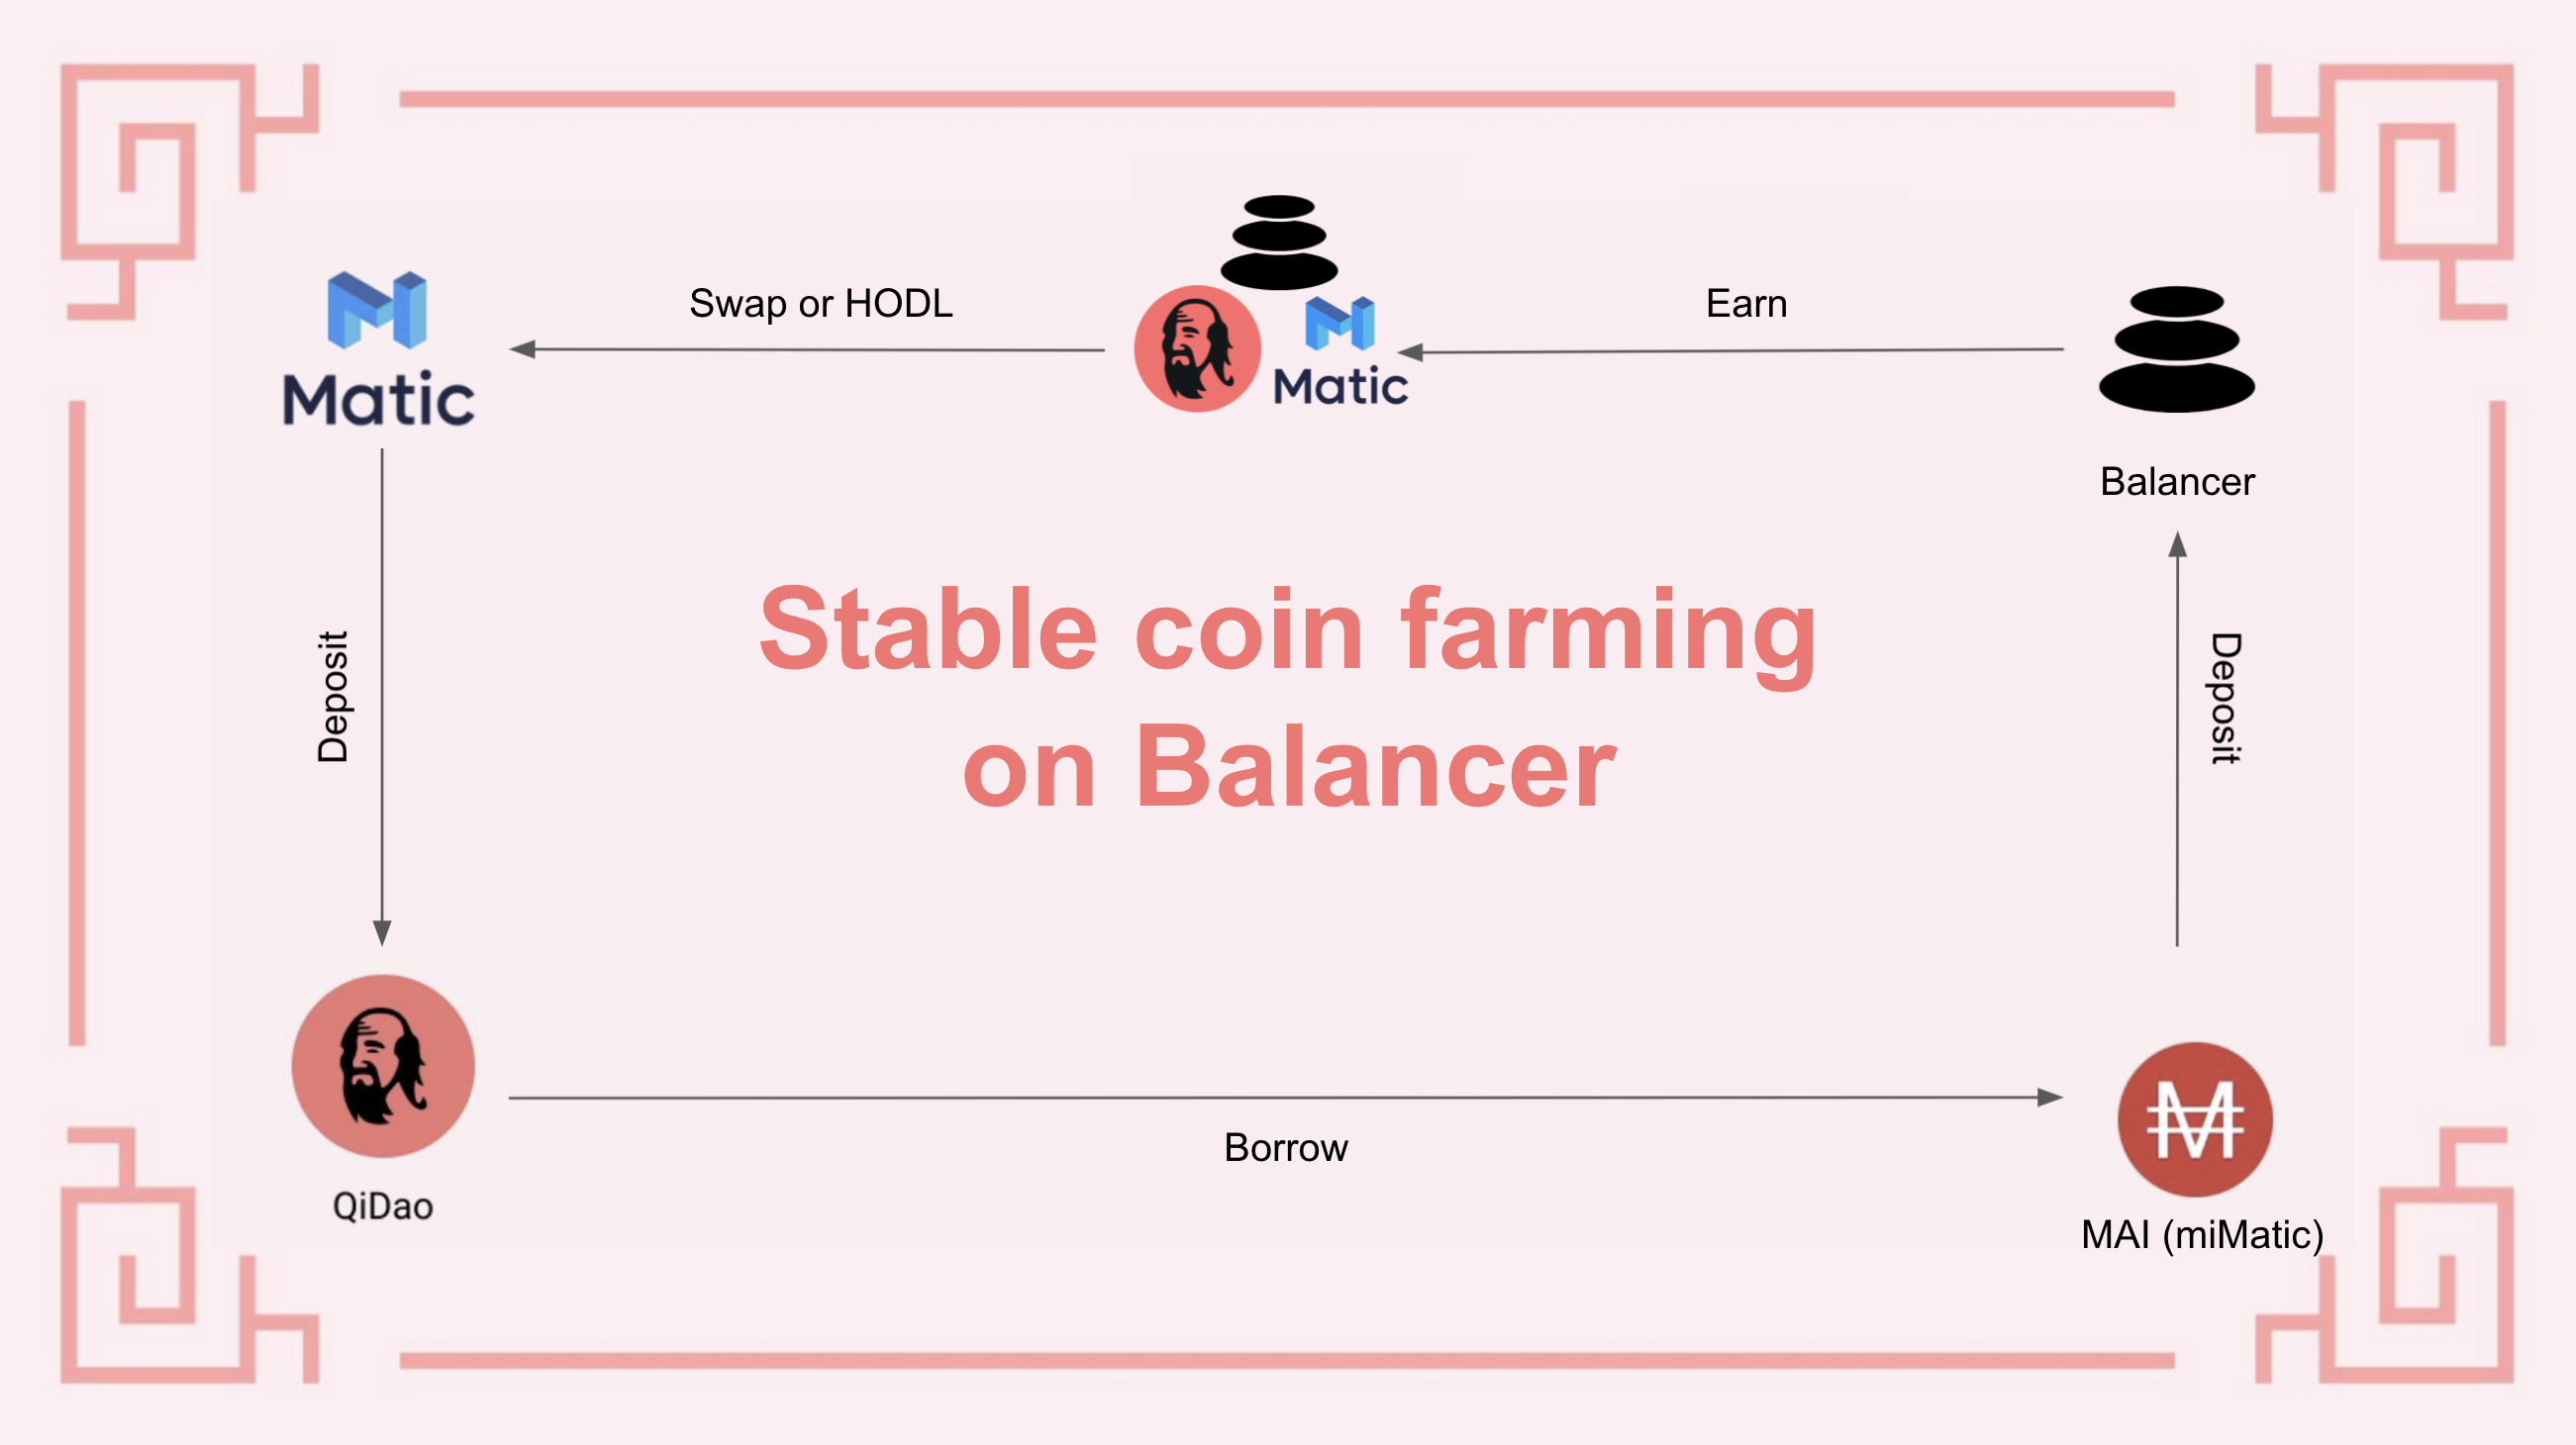 Swap or HODL
Earn
Matic
Matic
Balancer
Deposit
Stable coin farming
on Balancer
Deposit
Borrow
QiDao
MAI (miMatic)